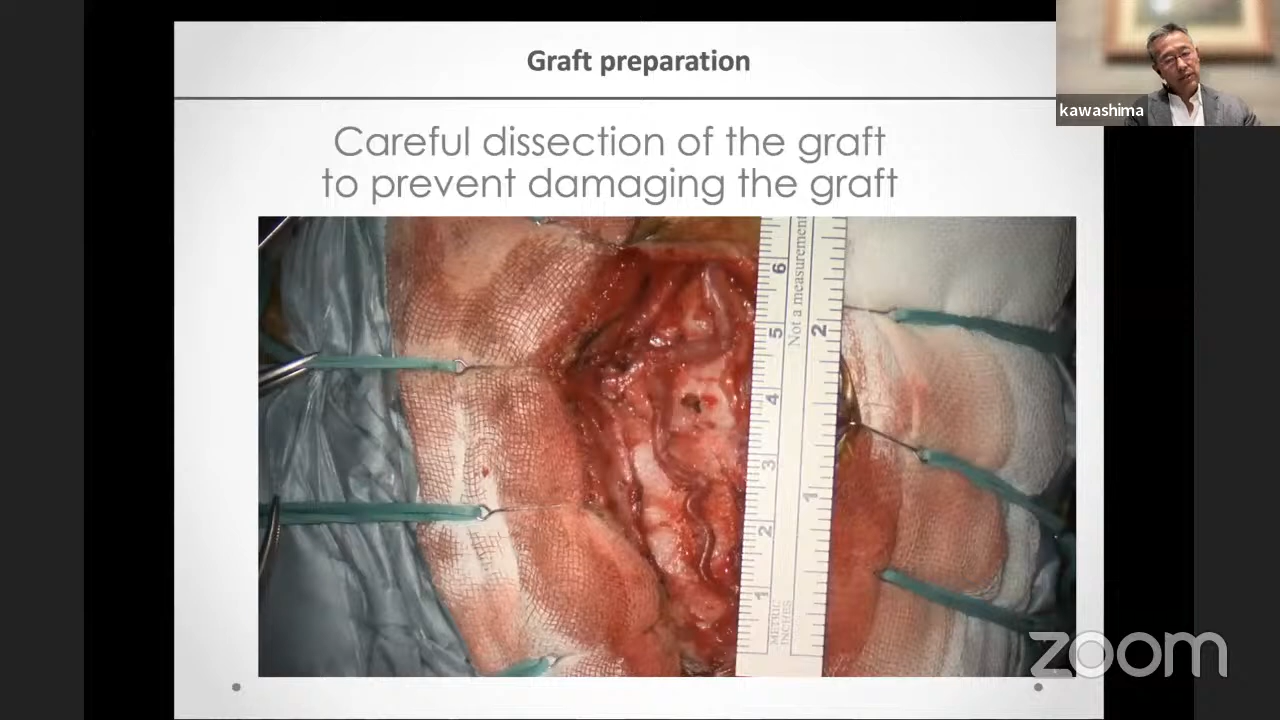 Graft preparation
kawashima
Careful dissection of the graft
to prevent damaging the graft
6
5
4
3
2
1
Not a measurement
2
1
METRIC
INCHES
zoom